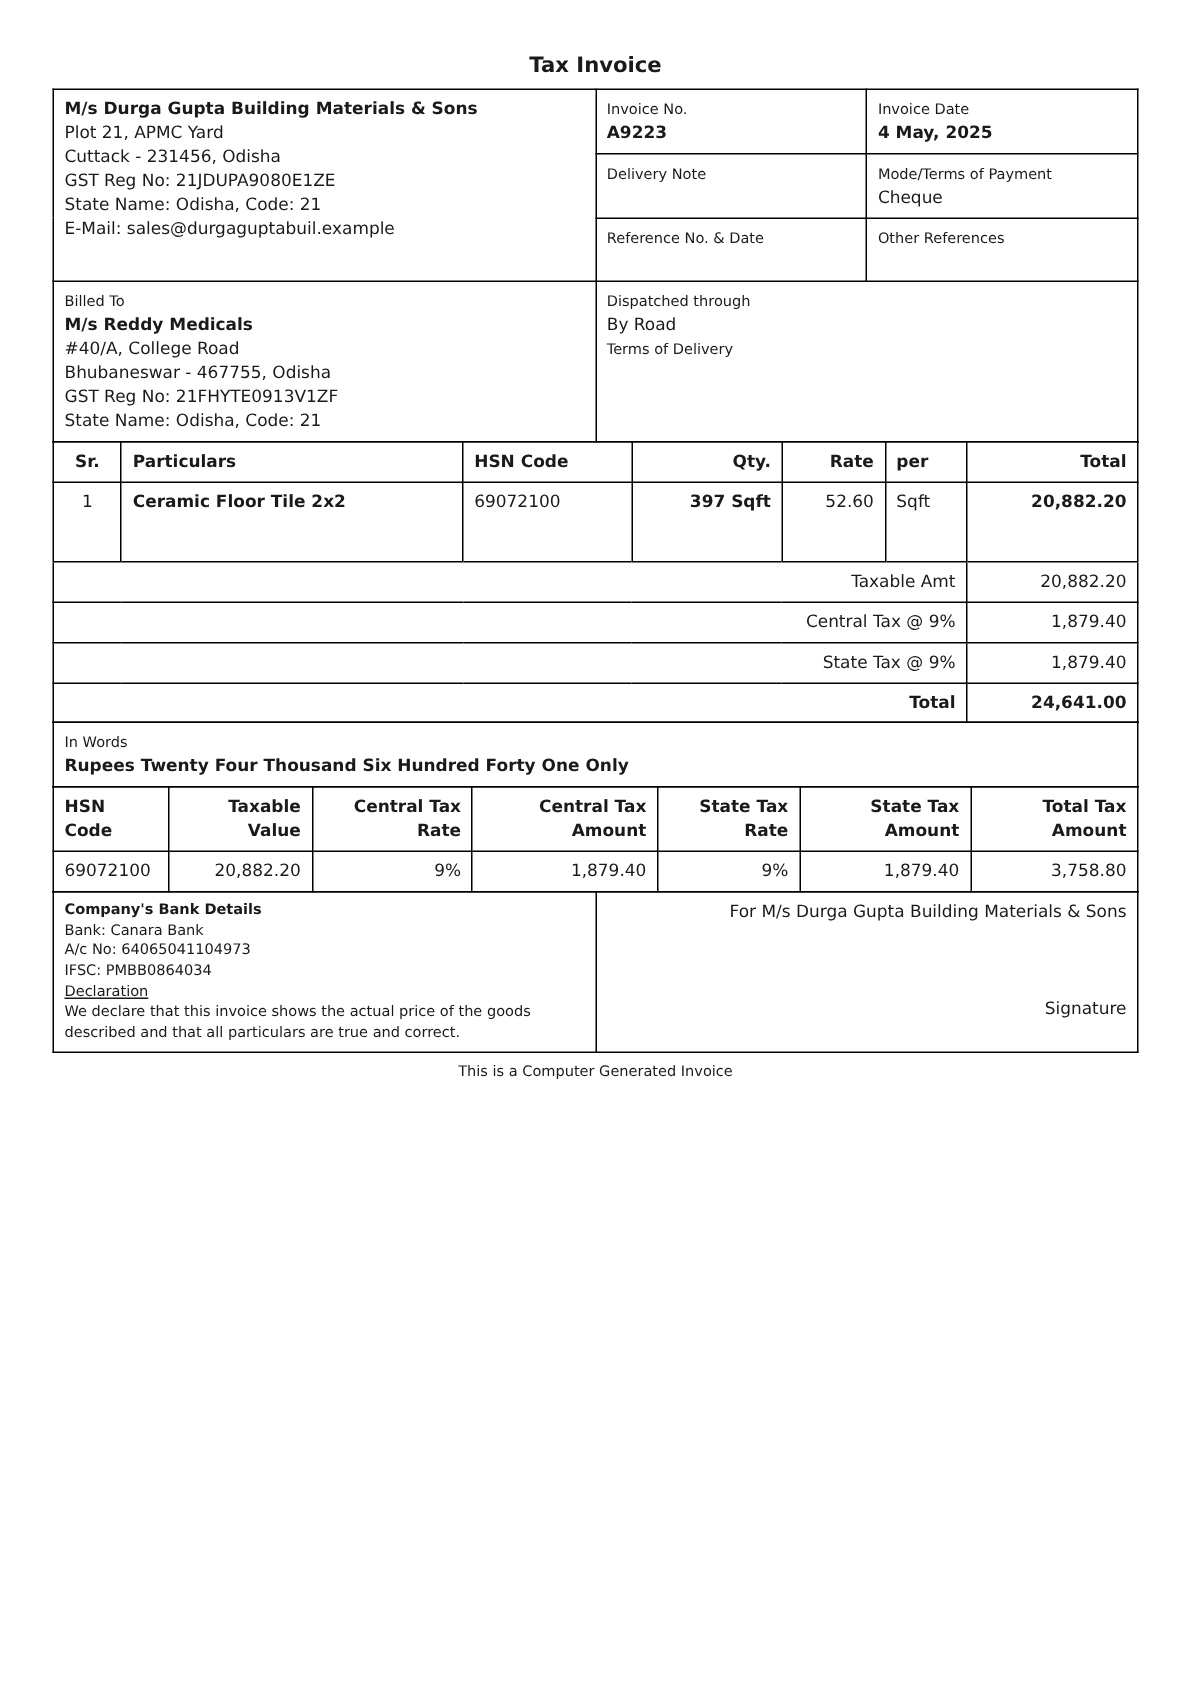 Tax Invoice
M/s Durga Gupta Building Materials & Sons
Plot 21, APMC Yard
Cuttack - 231456, Odisha
GST Reg No: 21JDUPA9080E1ZE
State Name: Odisha, Code: 21
E-Mail: sales@durgaguptabuil.example
Invoice No.
A9223
Invoice Date
4 May, 2025
Delivery Note
Mode/Terms of Payment
Cheque
Reference No. & Date
Other References
Billed To
M/s Reddy Medicals
#40/A, College Road
Bhubaneswar - 467755, Odisha
GST Reg No: 21FHYTE0913V1ZF
State Name: Odisha, Code: 21
Dispatched through
By Road
Terms of Delivery
Sr. Particulars HSN Code Qty. Rate per Total
1 Ceramic Floor Tile 2x2 69072100 397 Sqft 52.60 Sqft 20,882.20
Taxable Amt 20,882.20
Central Tax @ 9% 1,879.40
State Tax @ 9% 1,879.40
Total 24,641.00
In Words
Rupees Twenty Four Thousand Six Hundred Forty One Only
HSN Taxable Central Tax Central Tax State Tax State Tax Total Tax
Code Value Rate Amount Rate Amount Amount
69072100 20,882.20 9% 1,879.40 9% 1,879.40 3,758.80
Company's Bank Details
Bank: Canara Bank
A/c No: 64065041104973
IFSC: PMBB0864034
Declaration
We declare that this invoice shows the actual price of the goods
described and that all particulars are true and correct.
For M/s Durga Gupta Building Materials & Sons
Signature
This is a Computer Generated Invoice